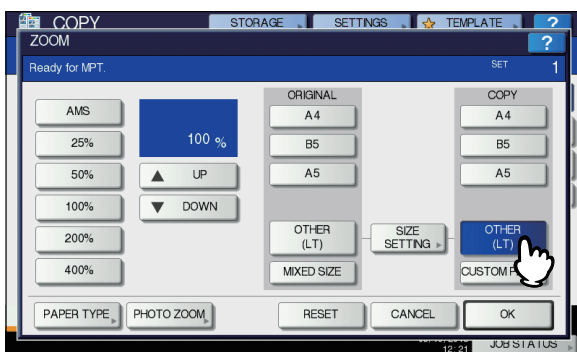 COPY
STORAGE
SETTINGS
TEMPLATE
?
ZOOM
?
Ready for MPT.
SET
1
ORIGINAL
COPY
AMS
A4
A4
100 %
25%
B5
B5
50%
UP
A5
A5
100%
DOWN
200%
OTHER
(LT)
SIZE
SETTING
OTHER
(LT)
400%
MIXED SIZE
PAPER TYPE
PHOTO ZOOM
RESET
CANCEL
OK
12:21
JOB STATUS